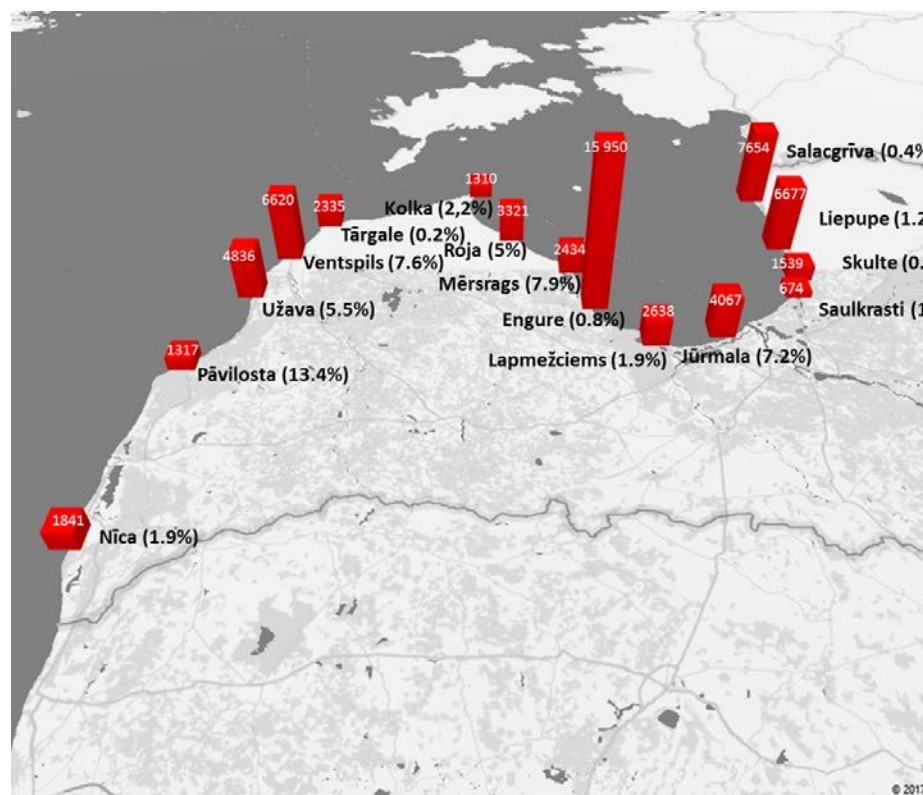 15 950
7654
Salacgrīva (0.4%
1310
6677
6620
2335
Kolka (2,2%)
3321
Liepupe (1.2
Tārgale (0.2%)
Roja (5%)
4836
Ventspils (7.6%)
2434
1539
Skulte (0.
Mērsrags (7.9%)
674
Užava (5.5%)
Engure (0.8%)
2638
4067
Saulkrasti (1
1317
Lapmežciems (1.9%)
Jūrmala (7.2%)
Pāvilosta (13.4%)
1841
Nīca (1.9%)
© 2017